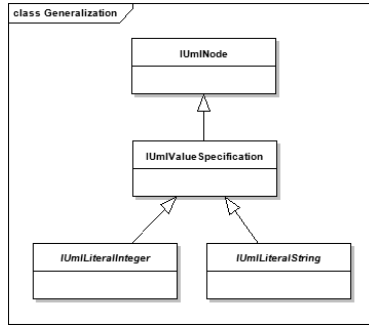 class Generalization
IUmlNode
IUmlValueSpecification
IUmlLiteralInteger
IUmlLiteralString